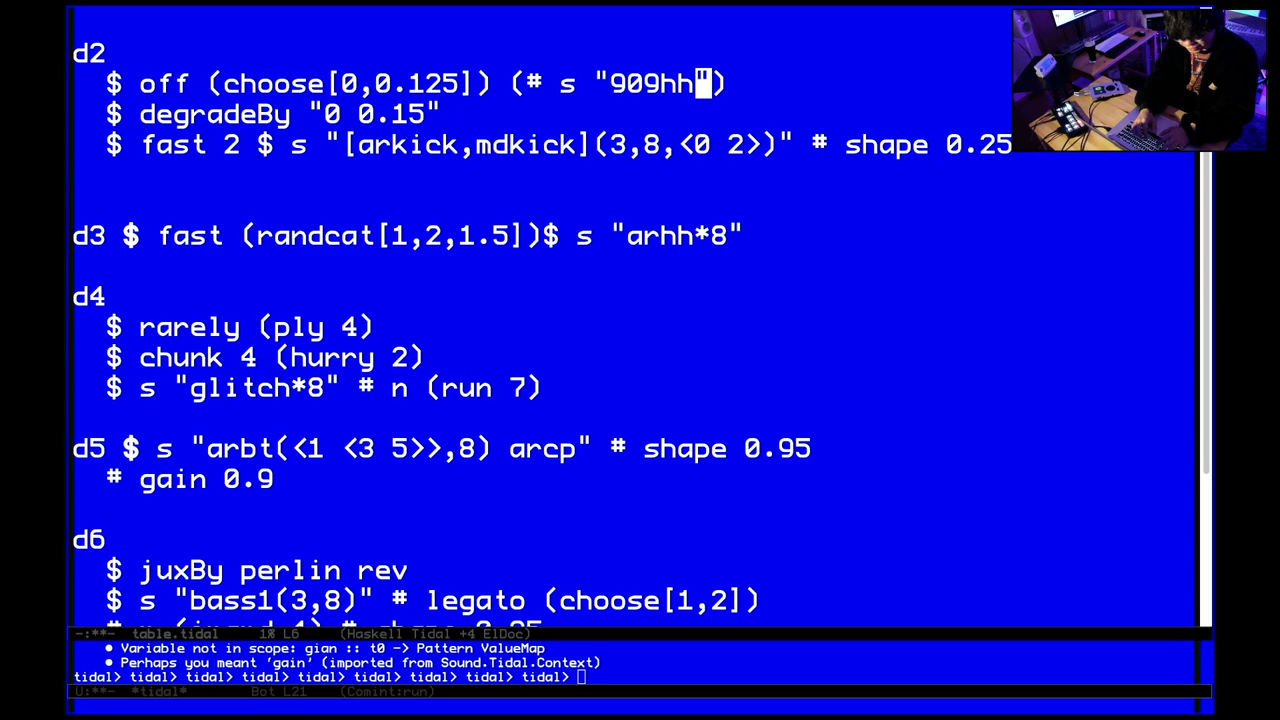 d2
$ off (choose[0,0.125]) (# s "909hh")
$ degradeBy "0 0.15"
$ fast 2 $ s "[arkick,mdkick](3,8,<0 2>)" # shape 0.25
d3 $ fast (randcat[1,2,1.5])$ s "arhh*8"
d4
$ rarely (ply 4)
$ chunk 4 (hurry 2)
$ s "glitch*8" # n (run 7)
d5 $ s "arbt(<1 <3 5>>,8) arcp" # shape 0.95
# gain 0.9
d6
$ juxBy perlin rev
$ s "bass1(3,8)" # legato (choose[1,2])
-:**- table.tidal 1% L6 (Haskell Tidal +4 ElDoc)
• Variable not in scope: gian :: t0 -> Pattern ValueMap
• Perhaps you meant ‘gain’ (imported from Sound.Tidal.Context)
tidal> tidal> tidal> tidal> tidal> tidal> tidal> tidal> tidal>
U:**- *tidal* Bot L21 (Comint:run)